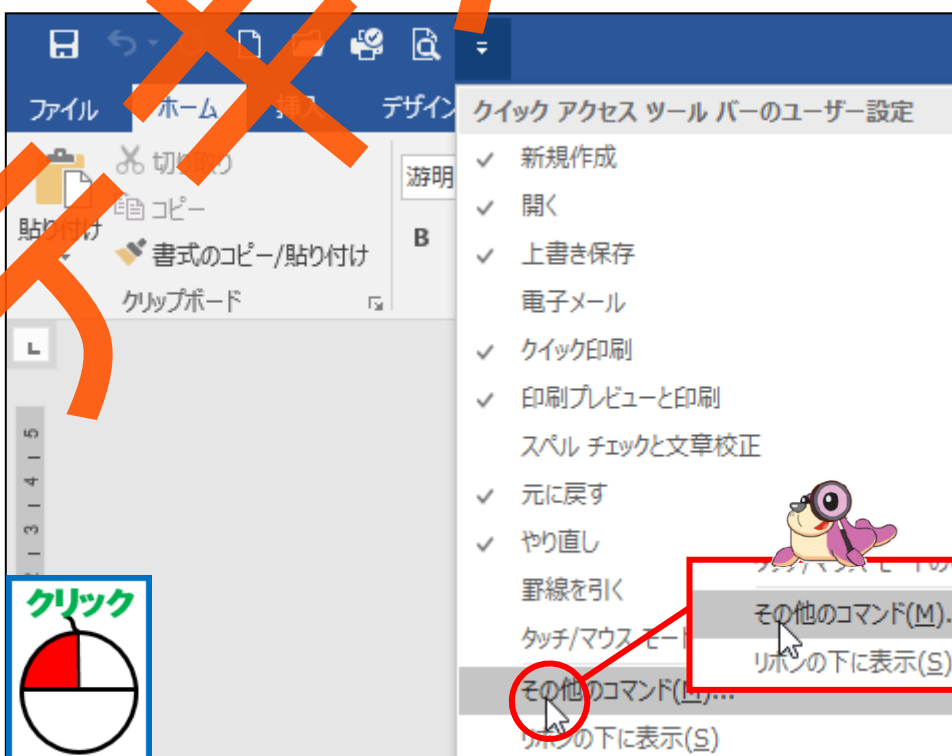 ファイル
ホーム
挿入
デザイン
クイック アクセス ツール バーのユーザー設定
切り取り
コピー
貼り付け
書式のコピー/貼り付け
クリップボード
游明
B
L
新規作成
開く
上書き保存
電子メール
クイック印刷
印刷プレビューと印刷
スペル チェックと文章校正
元に戻す
やり直し
罫線を引く
タッチ/マウス モー
その他のコマンド(M)...
リボンの下に表示(S)
その他のコマンド(M)..
リボンの下に表示(S)
5
4
3
クリック